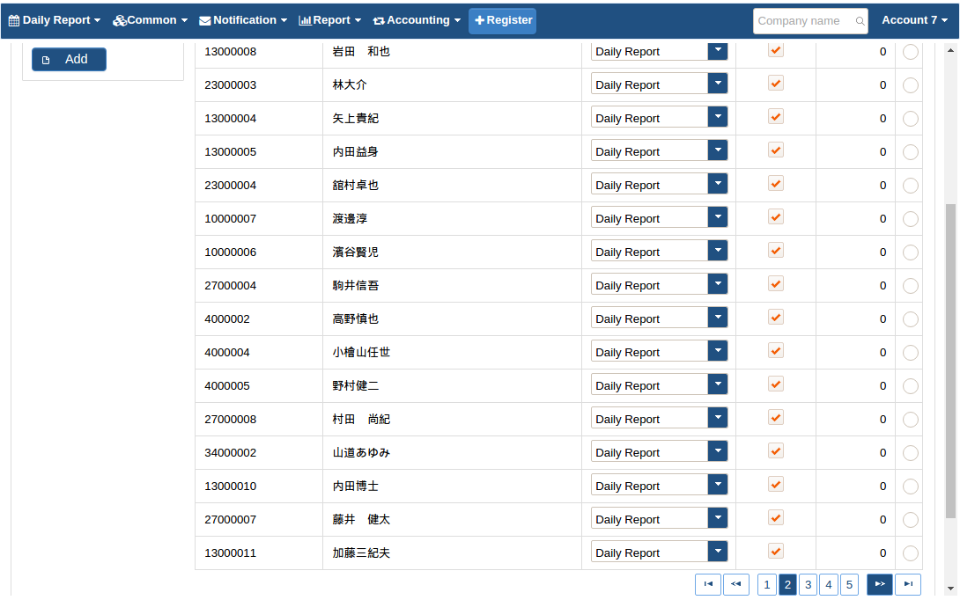 Daily Report Common Notification Report Accounting Register Company name Account 7
Add
13000008 岩田　和也 Daily Report 0
23000003 林大介 Daily Report 0
13000004 矢上貴紀 Daily Report 0
13000005 内田益身 Daily Report 0
23000004 舘村卓也 Daily Report 0
10000007 渡邊淳 Daily Report 0
10000006 濱谷賢児 Daily Report 0
27000004 駒井信吾 Daily Report 0
4000002 高野慎也 Daily Report 0
4000004 小檜山任世 Daily Report 0
4000005 野村健二 Daily Report 0
27000008 村田　尚紀 Daily Report 0
34000002 山道あゆみ Daily Report 0
13000010 内田博士 Daily Report 0
27000007 藤井　健太 Daily Report 0
13000011 加藤三紀夫 Daily Report 0
1 2 3 4 5